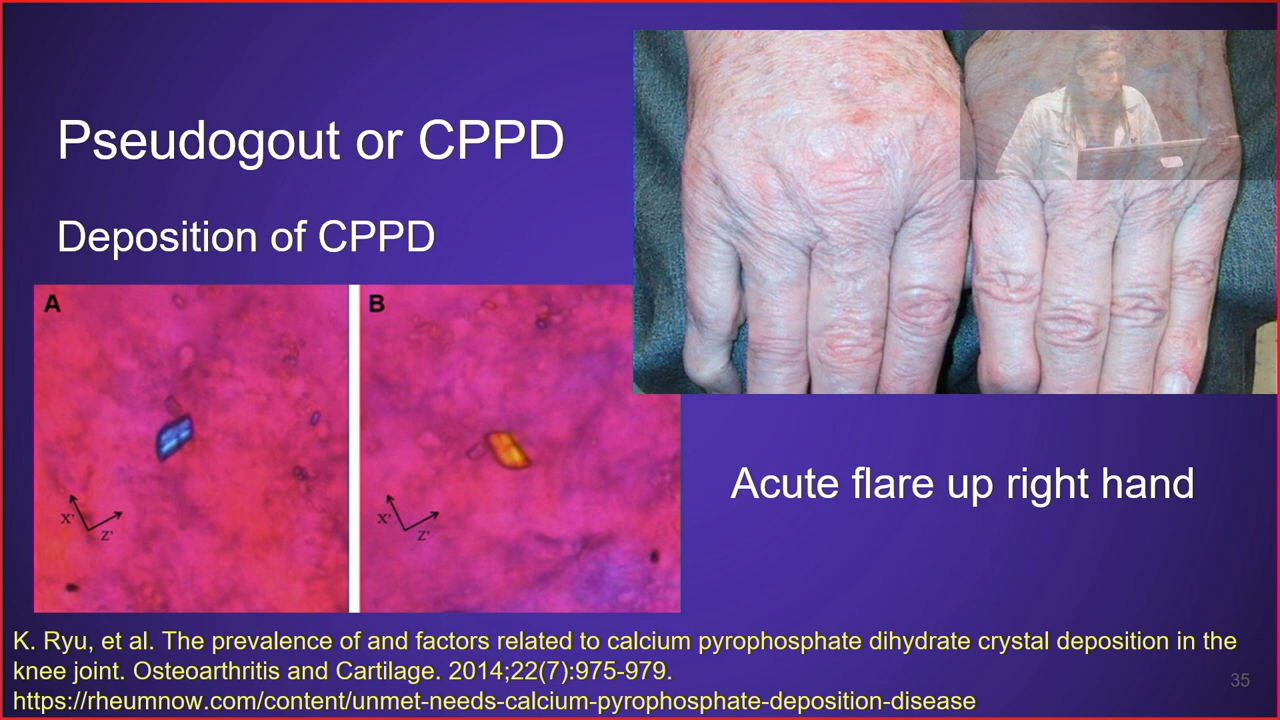 Pseudogout or CPPD
Deposition of CPPD
A
B
X'
Z'
X'
Z'
Acute flare up right hand
K. Ryu, et al. The prevalence of and factors related to calcium pyrophosphate dihydrate crystal deposition in the
knee joint. Osteoarthritis and Cartilage. 2014;22(7):975-979.
https://rheumnow.com/content/unmet-needs-calcium-pyrophosphate-deposition-disease
35